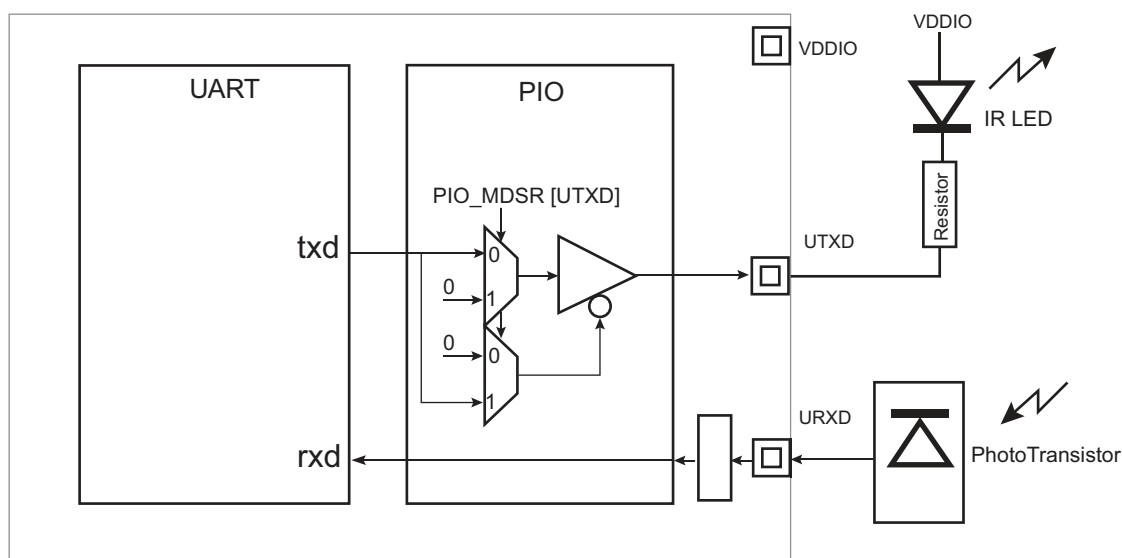 VDDIO
VDDIO
UART
PIO
IR LED
PIO_MDSR [UTXD]
Resistor
txd
0
UTXD
0
1
0
0
1
URXD
rxd
PhotoTransistor